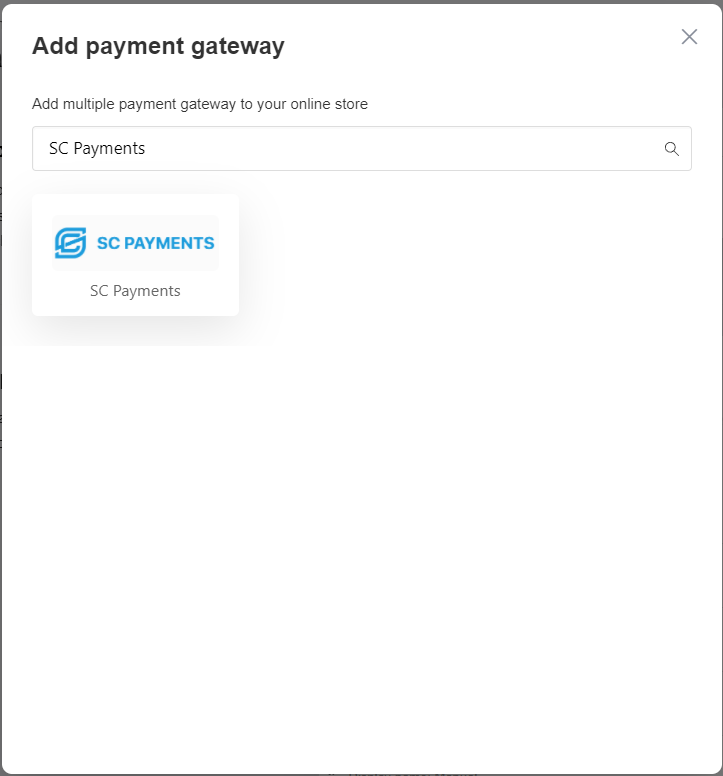 Add payment gateway
Add multiple payment gateway to your online store
SC Payments
SC PAYMENTS
SC Payments